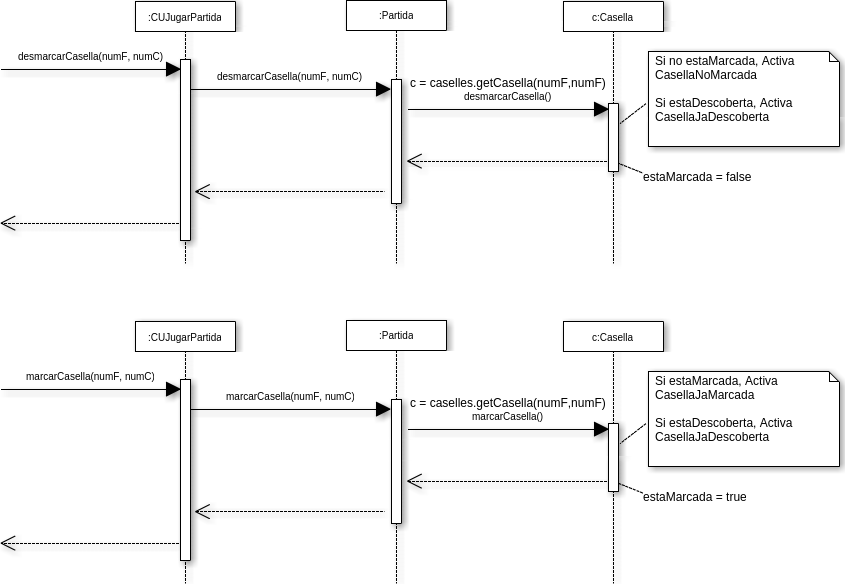 :CUJugarPartida
:Partida
c:Casella
desmarcarCasella(numF, numC)
desmarcarCasella(numF, numC)
c = caselles.getCasella(numF,numF)
desmarcarCasella()
Si no estaMarcada, Activa
CasellaNoMarcada
Si estaDescoberta, Activa
CasellaJaDescoberta
estaMarcada = false
:CUJugarPartida
:Partida
c:Casella
marcarCasella(numF, numC)
marcarCasella(numF, numC)
c = caselles.getCasella(numF,numF)
marcarCasella()
Si estaMarcada, Activa
CasellaJaMarcada
Si estaDescoberta, Activa
CasellaJaDescoberta
estaMarcada = true